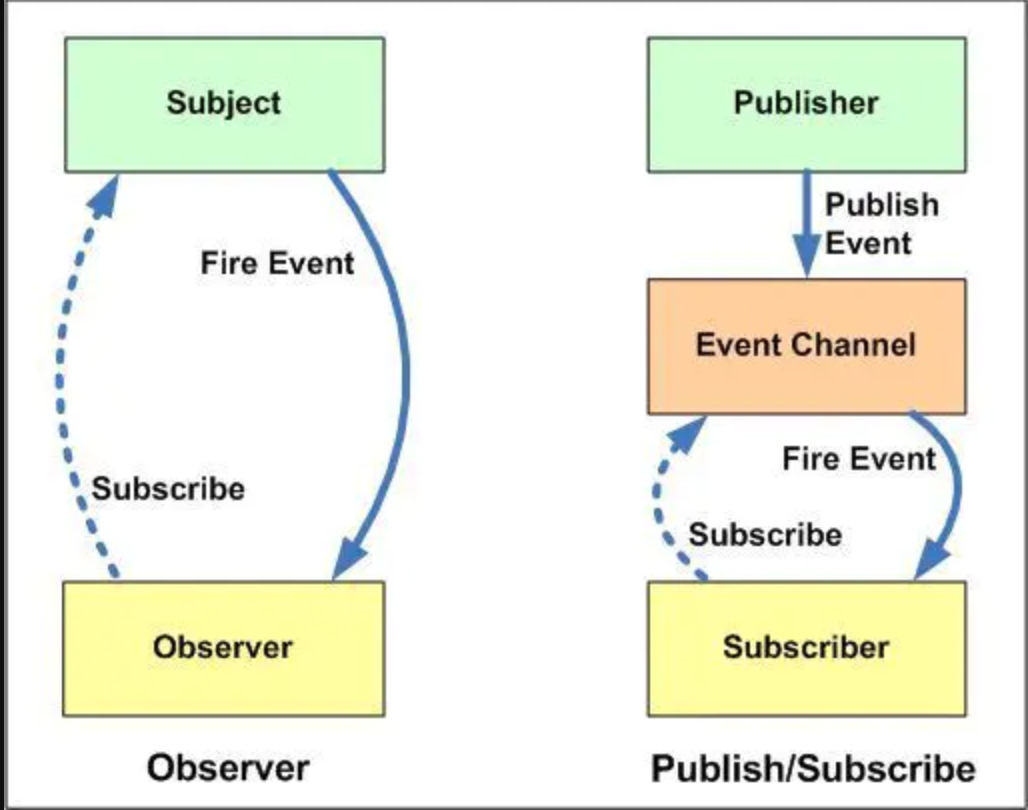 Subject
Fire Event
Subscribe
Observer
Observer
Publisher
Publish
Event
Event Channel
Fire Event
Subscribe
Subscriber
Publish/Subscribe